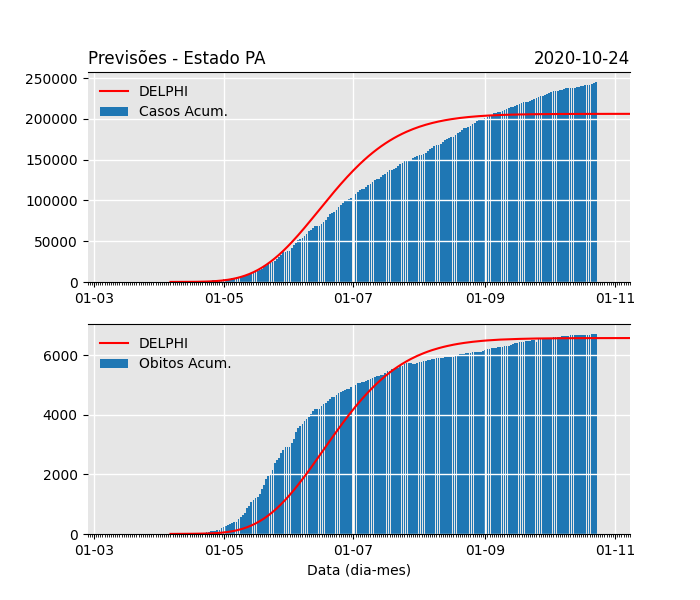 Previsões - Estado PA 2020-10-24
250000
200000
150000
100000
50000
0
DELPHI
Casos Acum.
01-03 01-05 01-07 01-09 01-11
6000
4000
2000
0
DELPHI
Obitos Acum.
01-03 01-05 01-07 01-09 01-11
Data (dia-mes)